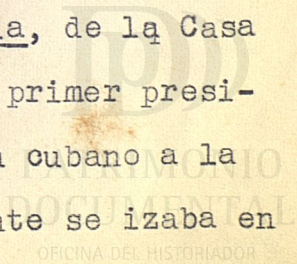 a, de la Casa
primer presi-
cubano a la
te se izaba en
PATRIMONIO
DOCUMENTAL
OFICINA DEL HISTORIADOR